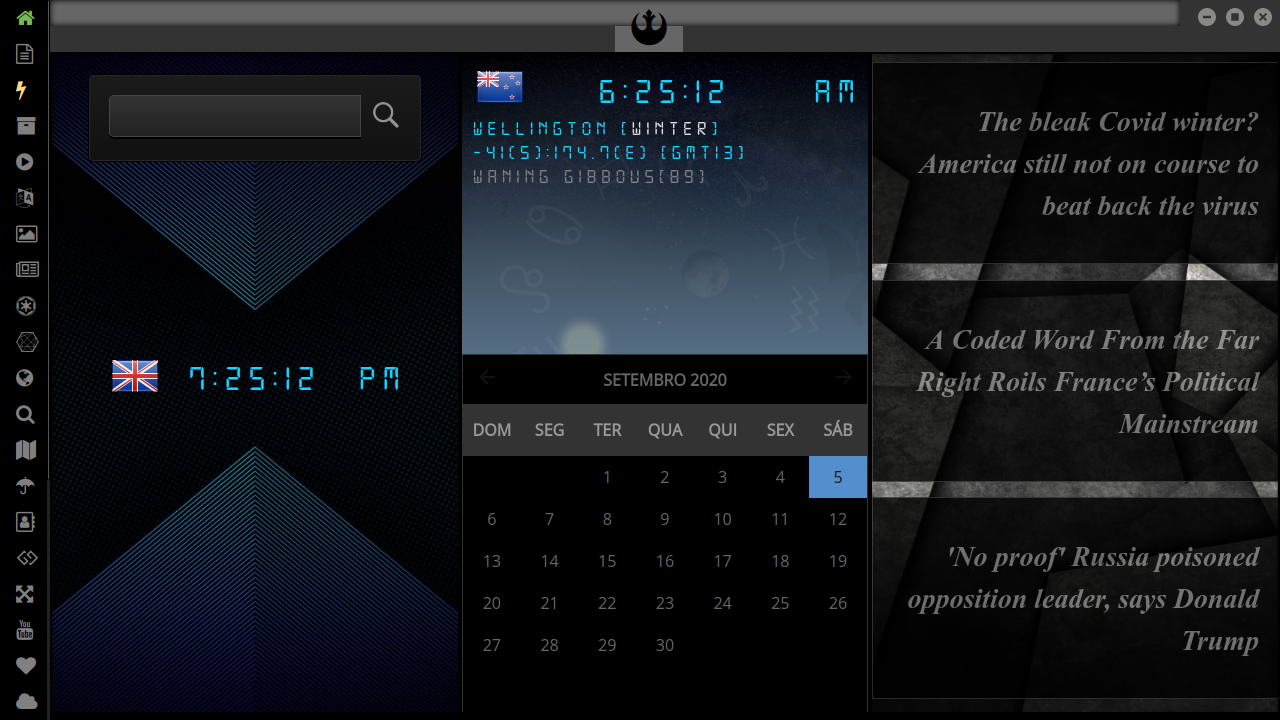 You
Tube
7:25:12 PM
6:25:12 AM
WELLINGTON [WINTER]
-41(S):174.7(E) [GMT13]
WANING GIBBOUS[89]
SETEMBRO 2020
DOM SEG TER QUA QUI SEX SÁB
1 2 3 4 5
6 7 8 9 10 11 12
13 14 15 16 17 18 19
20 21 22 23 24 25 26
27 28 29 30
The bleak Covid winter?
America still not on course to
beat back the virus
A Coded Word From the Far
Right Roils France’s Political
Mainstream
'No proof' Russia poisoned
opposition leader, says Donald
Trump